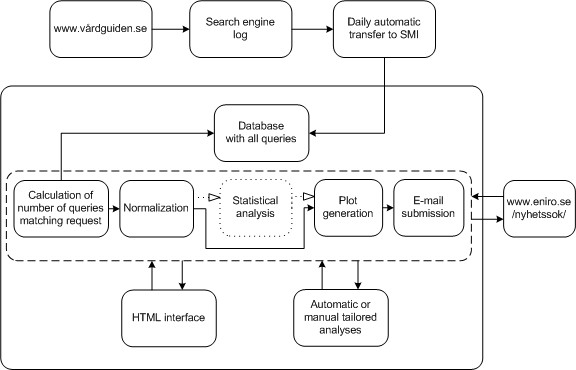 www.vårdguiden.se
Search engine
log
Daily automatic
transfer to SMI
Database
with all queries
Calculation of
number of queries
matching request
Normalization
Statistical
analysis
Plot
generation
E-mail
submission
www.eniro.se
/nyhetssok/
HTML interface
Automatic or
manual tailored
analyses